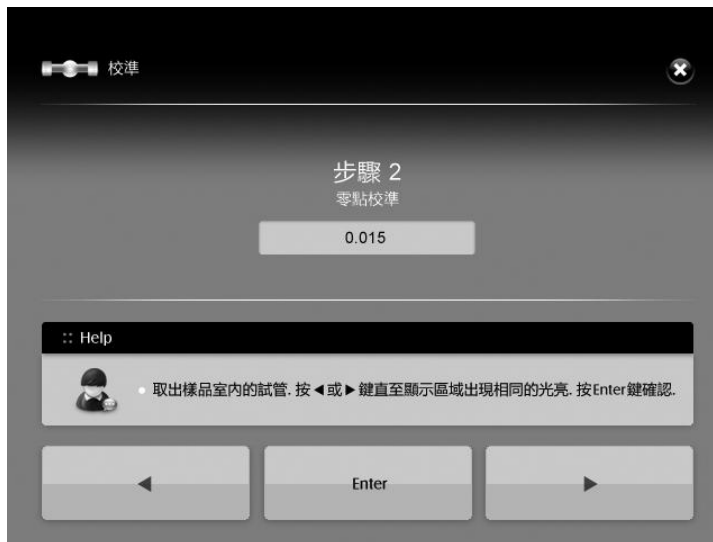 校準
步驟 2
零點校準
0.015
:: Help
取出樣品室內的試管. 按◄或►鍵直至顯示區域出現相同的光亮. 按Enter鍵確認.
◄
Enter
►